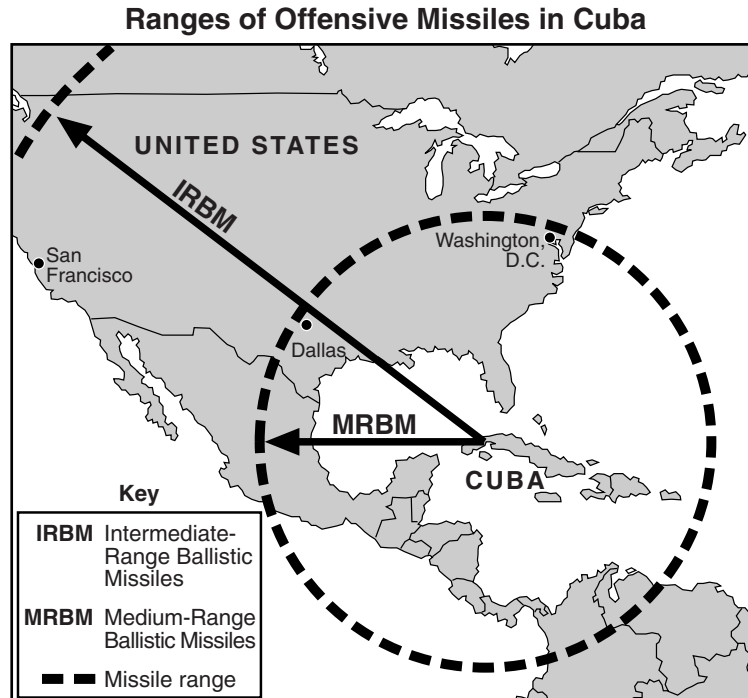 Ranges of Offensive Missiles in Cuba
UNITED STATES
IRBM
San
Francisco
Washington,
D.C.
Dallas
MRBM
CUBA
Key
IRBM Intermediate-
Range Ballistic
Missiles
MRBM Medium-Range
Ballistic Missiles
Missile range